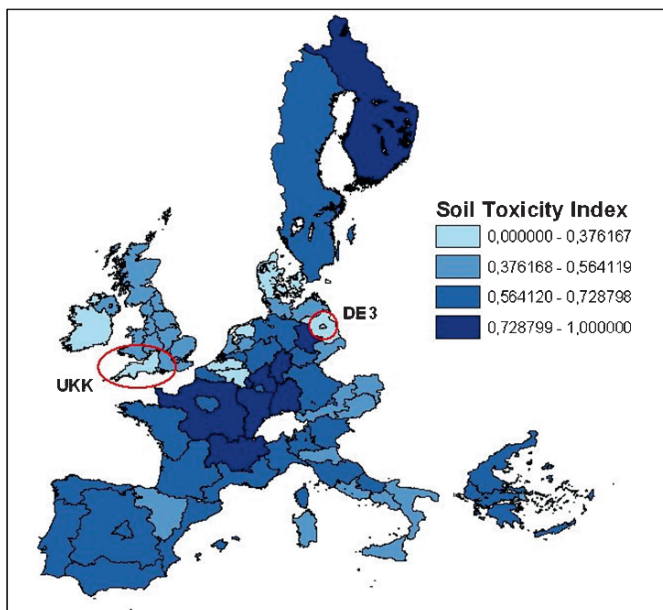 Soil Toxicity Index
0,000000 - 0,376167
0,376168 - 0,564119
0,564120 - 0,728798
0,728799 - 1,000000
DE3
UKK